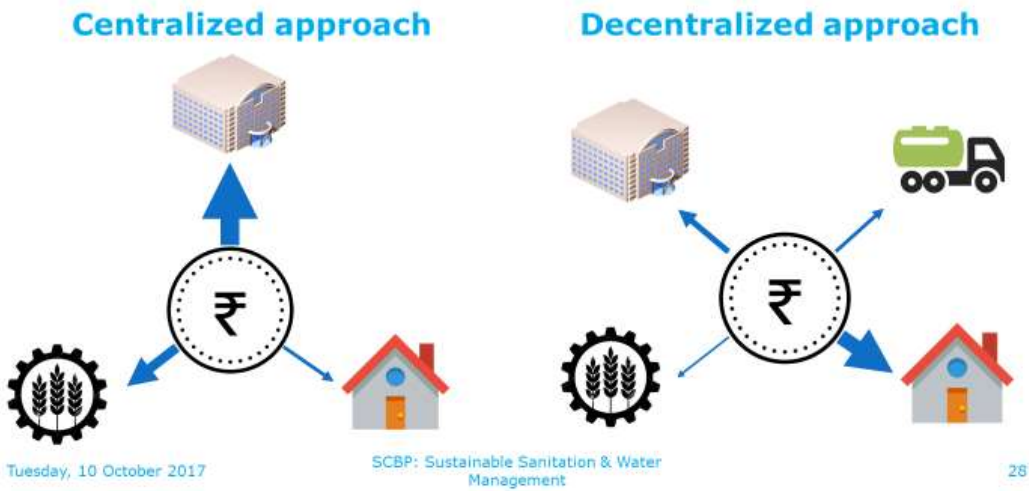 Centralized approach
Decentralized approach
₹
₹
Tuesday, 10 October 2017
SCBP: Sustainable Sanitation & Water
Management
28